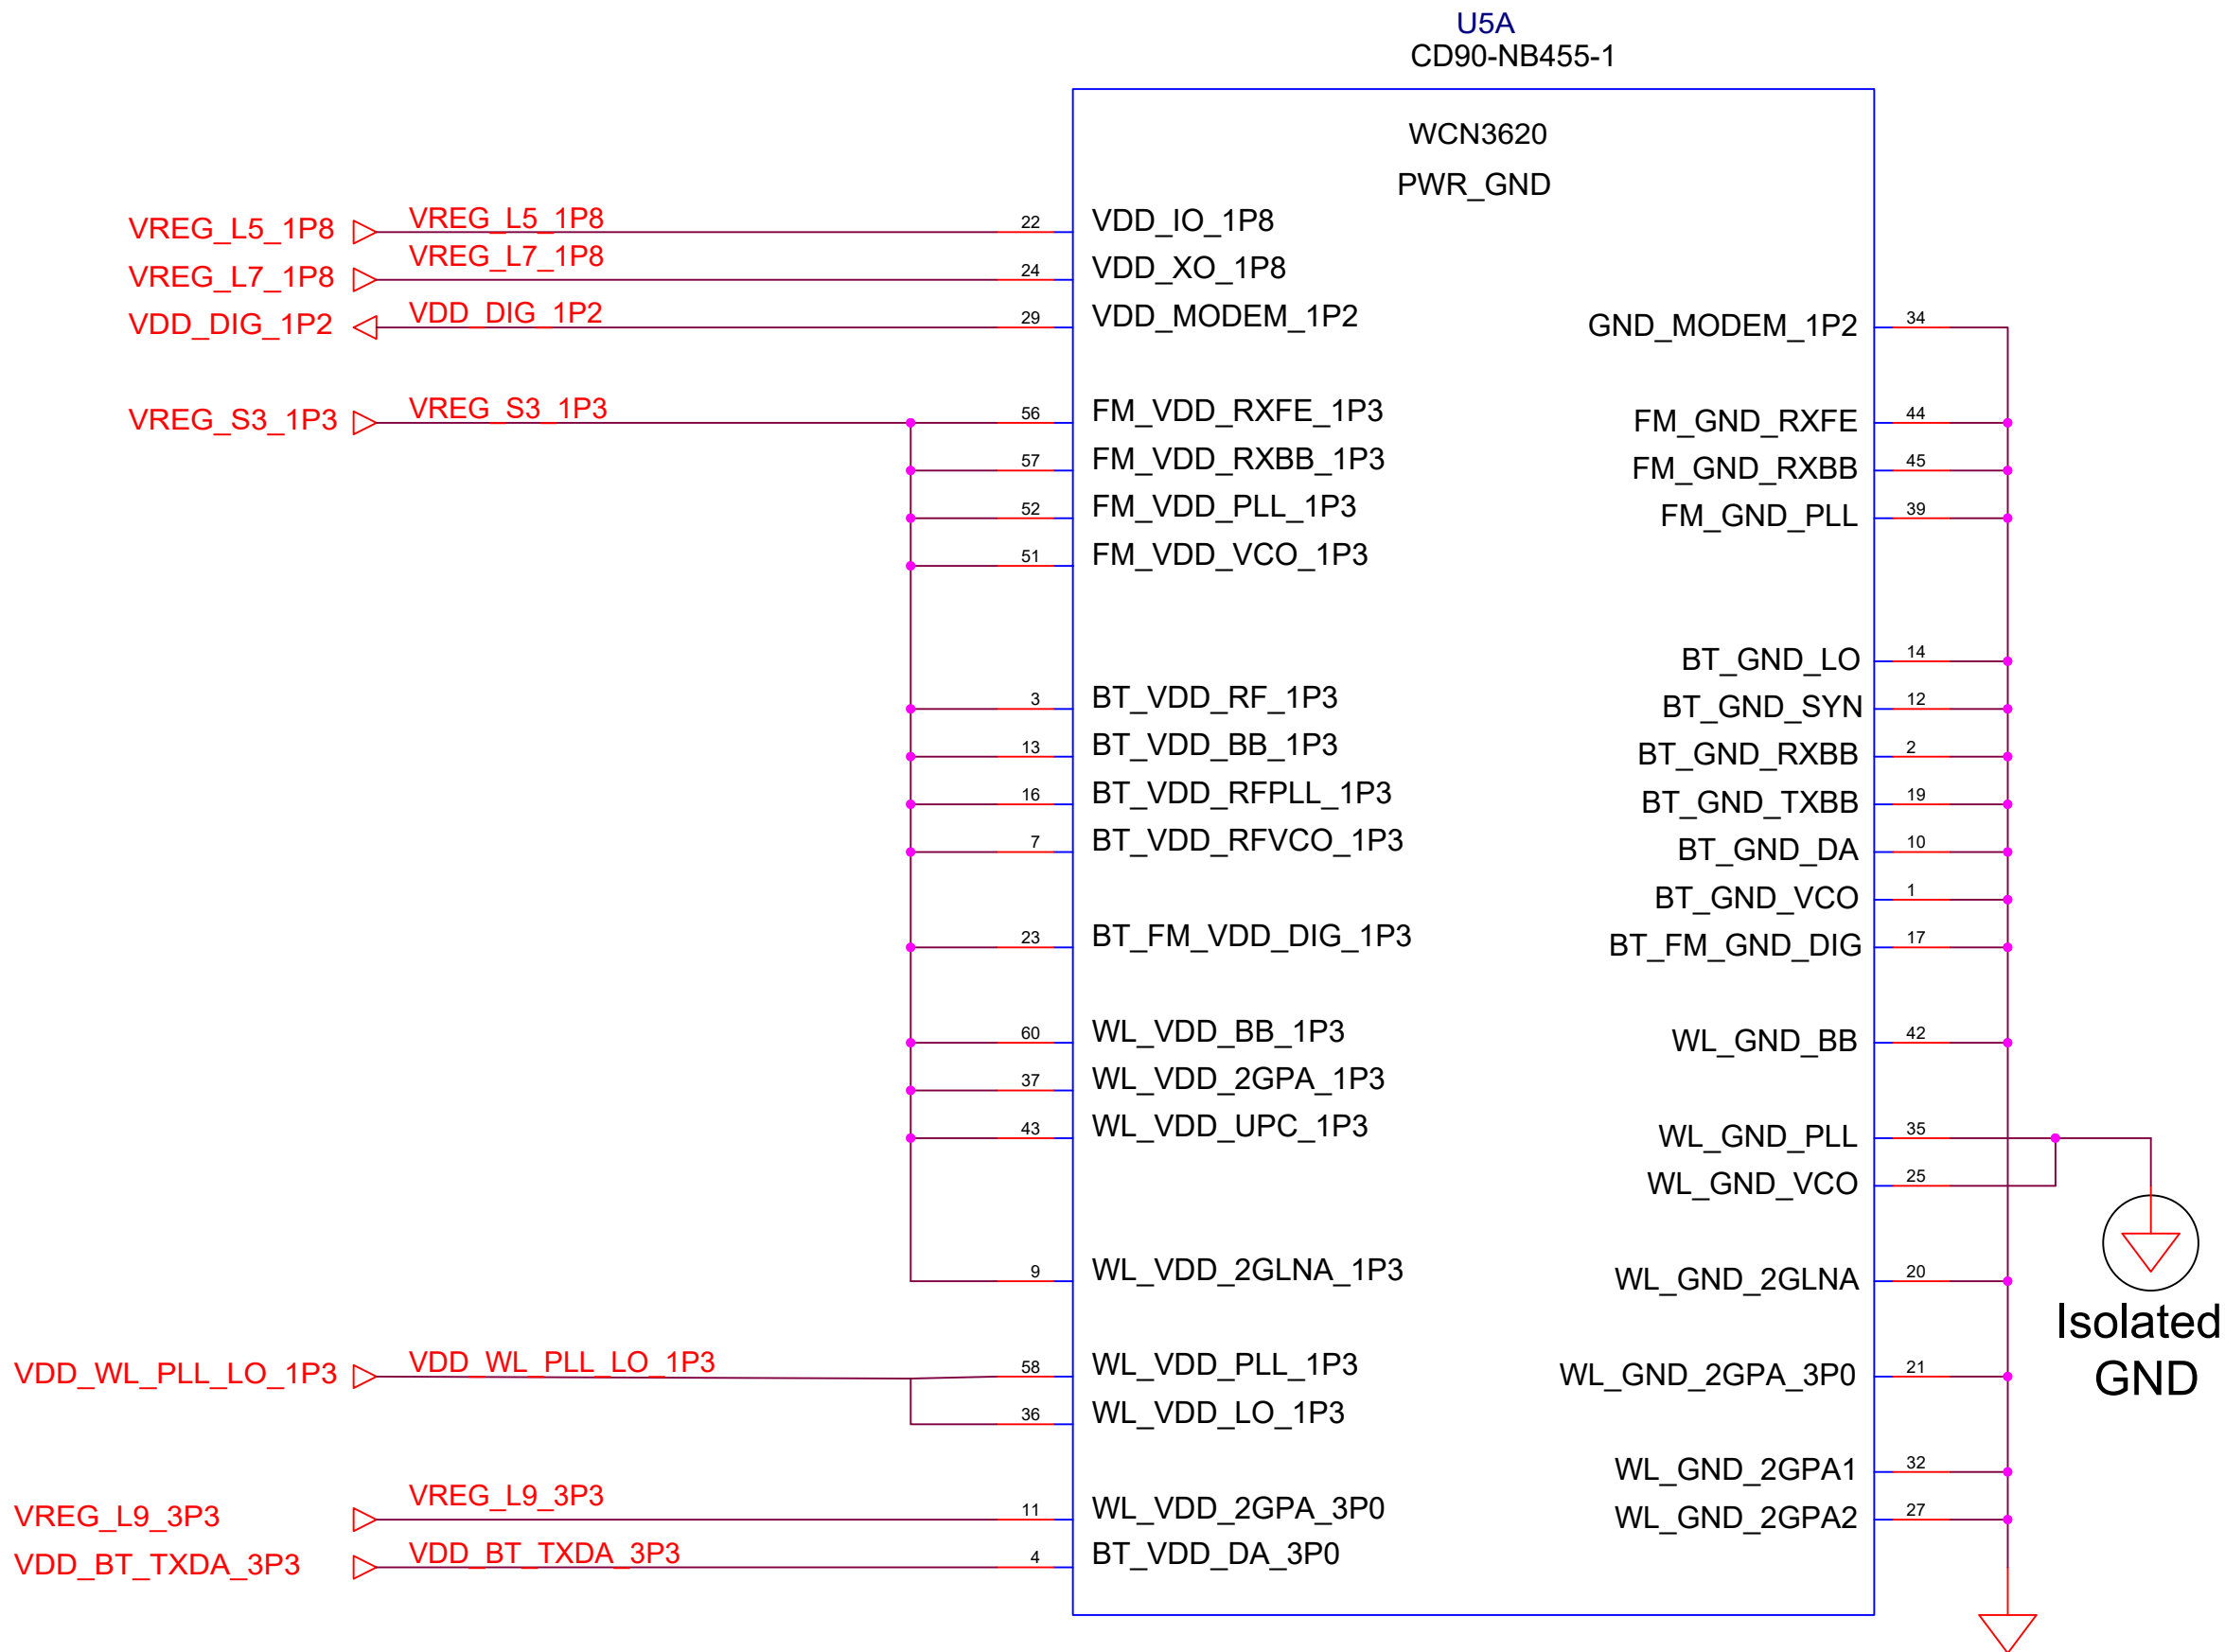 U5A
CD90-NB455-1
WCN3620
PWR_GND
VREG_L5_1P8 VREG_L5_1P8 22 VDD_IO_1P8
VREG_L7_1P8 VREG_L7_1P8 24 VDD_XO_1P8
VDD_DIG_1P2 VDD_DIG_1P2 29 VDD_MODEM_1P2 GND_MODEM_1P2 34
VREG_S3_1P3 VREG_S3_1P3 56 FM_VDD_RXFE_1P3 FM_GND_RXFE 44
57 FM_VDD_RXBB_1P3 FM_GND_RXBB 45
52 FM_VDD_PLL_1P3 FM_GND_PLL 39
51 FM_VDD_VCO_1P3
BT_GND_LO 14
3 BT_VDD_RF_1P3 BT_GND_SYN 12
13 BT_VDD_BB_1P3 BT_GND_RXBB 2
16 BT_VDD_RFPLL_1P3 BT_GND_TXBB 19
7 BT_VDD_RFVCO_1P3 BT_GND_DA 10
BT_GND_VCO 1
23 BT_FM_VDD_DIG_1P3 BT_FM_GND_DIG 17
60 WL_VDD_BB_1P3 WL_GND_BB 42
37 WL_VDD_2GPA_1P3
43 WL_VDD_UPC_1P3 WL_GND_PLL 35
WL_GND_VCO 25
9 WL_VDD_2GLNA_1P3 WL_GND_2GLNA 20
Isolated
GND
VDD_WL_PLL_LO_1P3 VDD_WL_PLL_LO_1P3 58 WL_VDD_PLL_1P3 WL_GND_2GPA_3P0 21
36 WL_VDD_LO_1P3
WL_GND_2GPA1 32
VREG_L9_3P3 VREG_L9_3P3 11 WL_VDD_2GPA_3P0 WL_GND_2GPA2 27
VDD_BT_TXDA_3P3 VDD_BT_TXDA_3P3 4 BT_VDD_DA_3P0